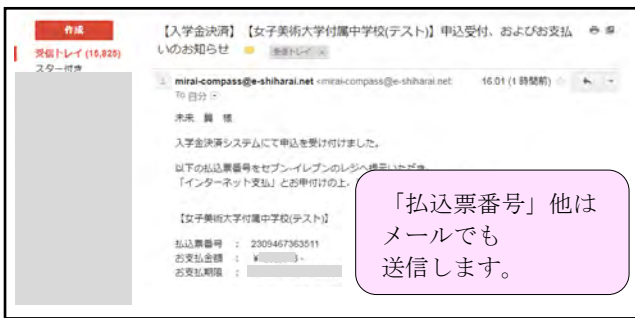 作成
受信トレイ (15,825)
スター付き
【入学金決済】【女子美術大学付属中学校(テスト)】申込受付、およびお支払
いのお知らせ
受信トレイ x
mirai-compass@e-shiharai.net <mirai-compass@e-shiharai.net
16:01 (1 時間前)
To 自分
未来 翼 様
入学金決済システムにて申込を受け付けました。
以下の払込票番号をセブン-イレブンのレジへ提示いただき、
「インターネット支払」とお申付けの上、
【女子美術大学付属中学校(テスト)】
払込票番号 : 2309467363511
お支払金額 : ¥
お支払期限 :
「払込票番号」他は
メールでも
送信します。